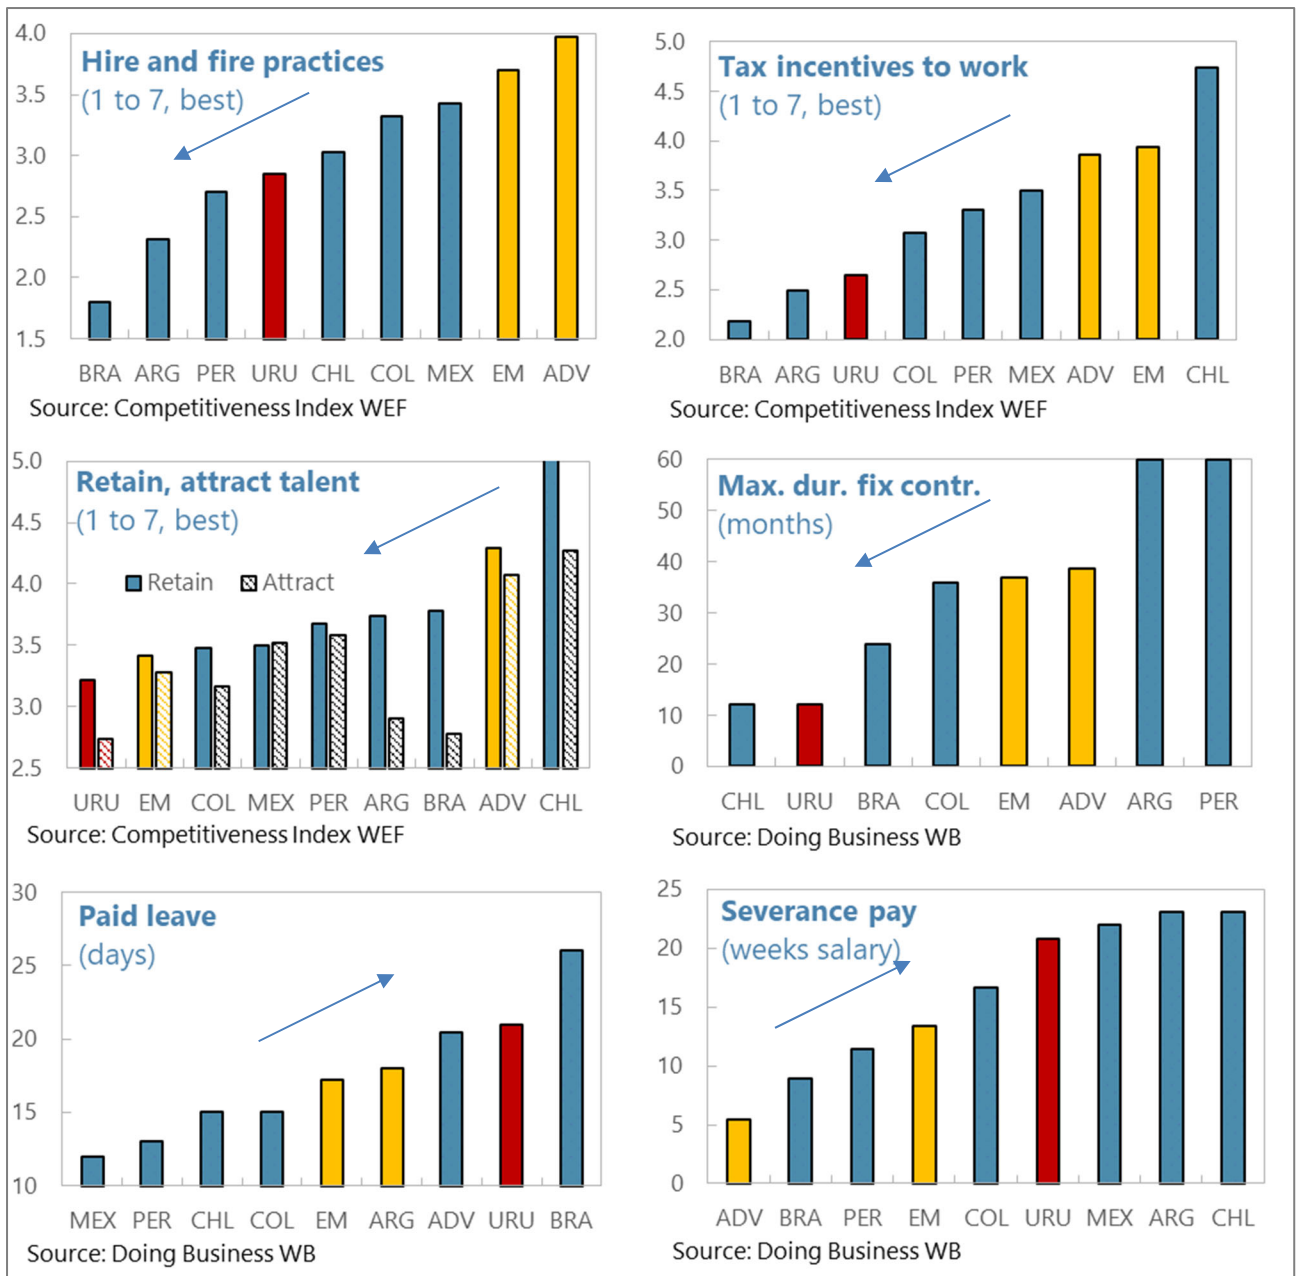 Hire and fire practices
(1 to 7, best)
4.0
3.5
3.0
2.5
2.0
1.5
BRA ARG PER URU CHL COL MEX EM ADV
Source: Competitiveness Index WEF
Tax incentives to work
(1 to 7, best)
5.0
4.5
4.0
3.5
3.0
2.5
2.0
BRA ARG URU COL PER MEX ADV EM CHL
Source: Competitiveness Index WEF
Retain, attract talent
(1 to 7, best)
5.0
4.5
4.0
3.5
3.0
2.5
Retain Attract
URU EM COL MEX PER ARG BRA ADV CHL
Source: Competitiveness Index WEF
Max. dur. fix contr.
(months)
60
50
40
30
20
10
0
CHL URU BRA COL EM ADV ARG PER
Source: Doing Business WB
Paid leave
(days)
30
25
20
15
10
MEX PER CHL COL EM ARG ADV URU BRA
Source: Doing Business WB
Severance pay
(weeks salary)
25
20
15
10
5
0
ADV BRA PER EM COL URU MEX ARG CHL
Source: Doing Business WB